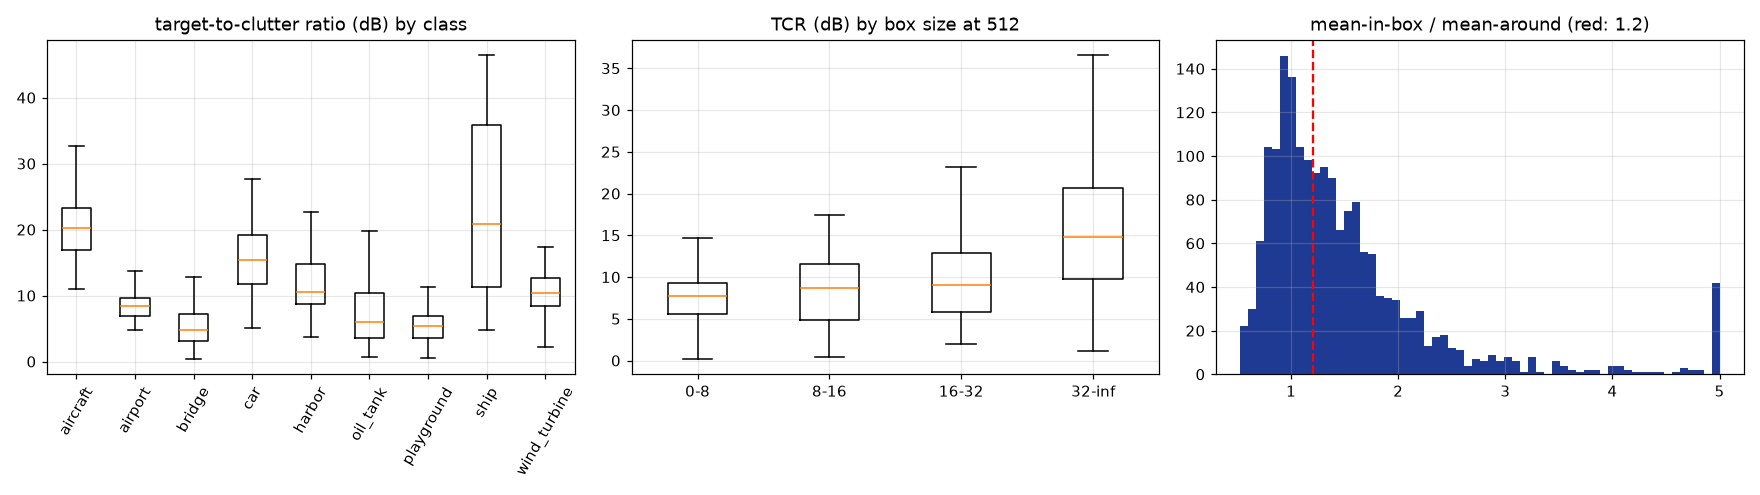 target-to-clutter ratio (dB) by class
40
30
20
10
0
aircraft
airport
bridge
car
harbor
oil_tank
playground
ship
wind_turbine
TCR (dB) by box size at 512
35
30
25
20
15
10
5
0
0-8
8-16
16-32
32-inf
mean-in-box / mean-around (red: 1.2)
140
120
100
80
60
40
20
0
1
2
3
4
5